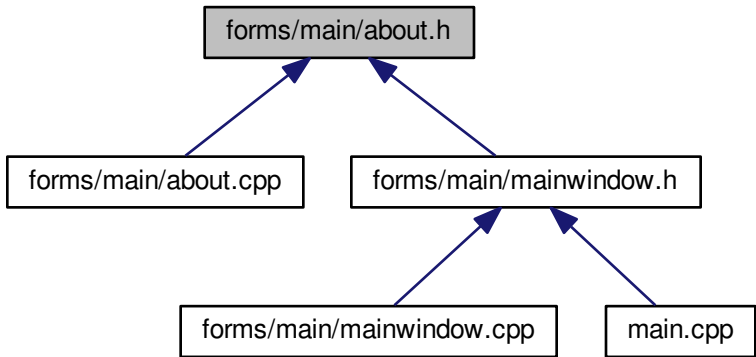 forms/main/about.h
forms/main/about.cpp
forms/main/mainwindow.h
forms/main/mainwindow.cpp
main.cpp